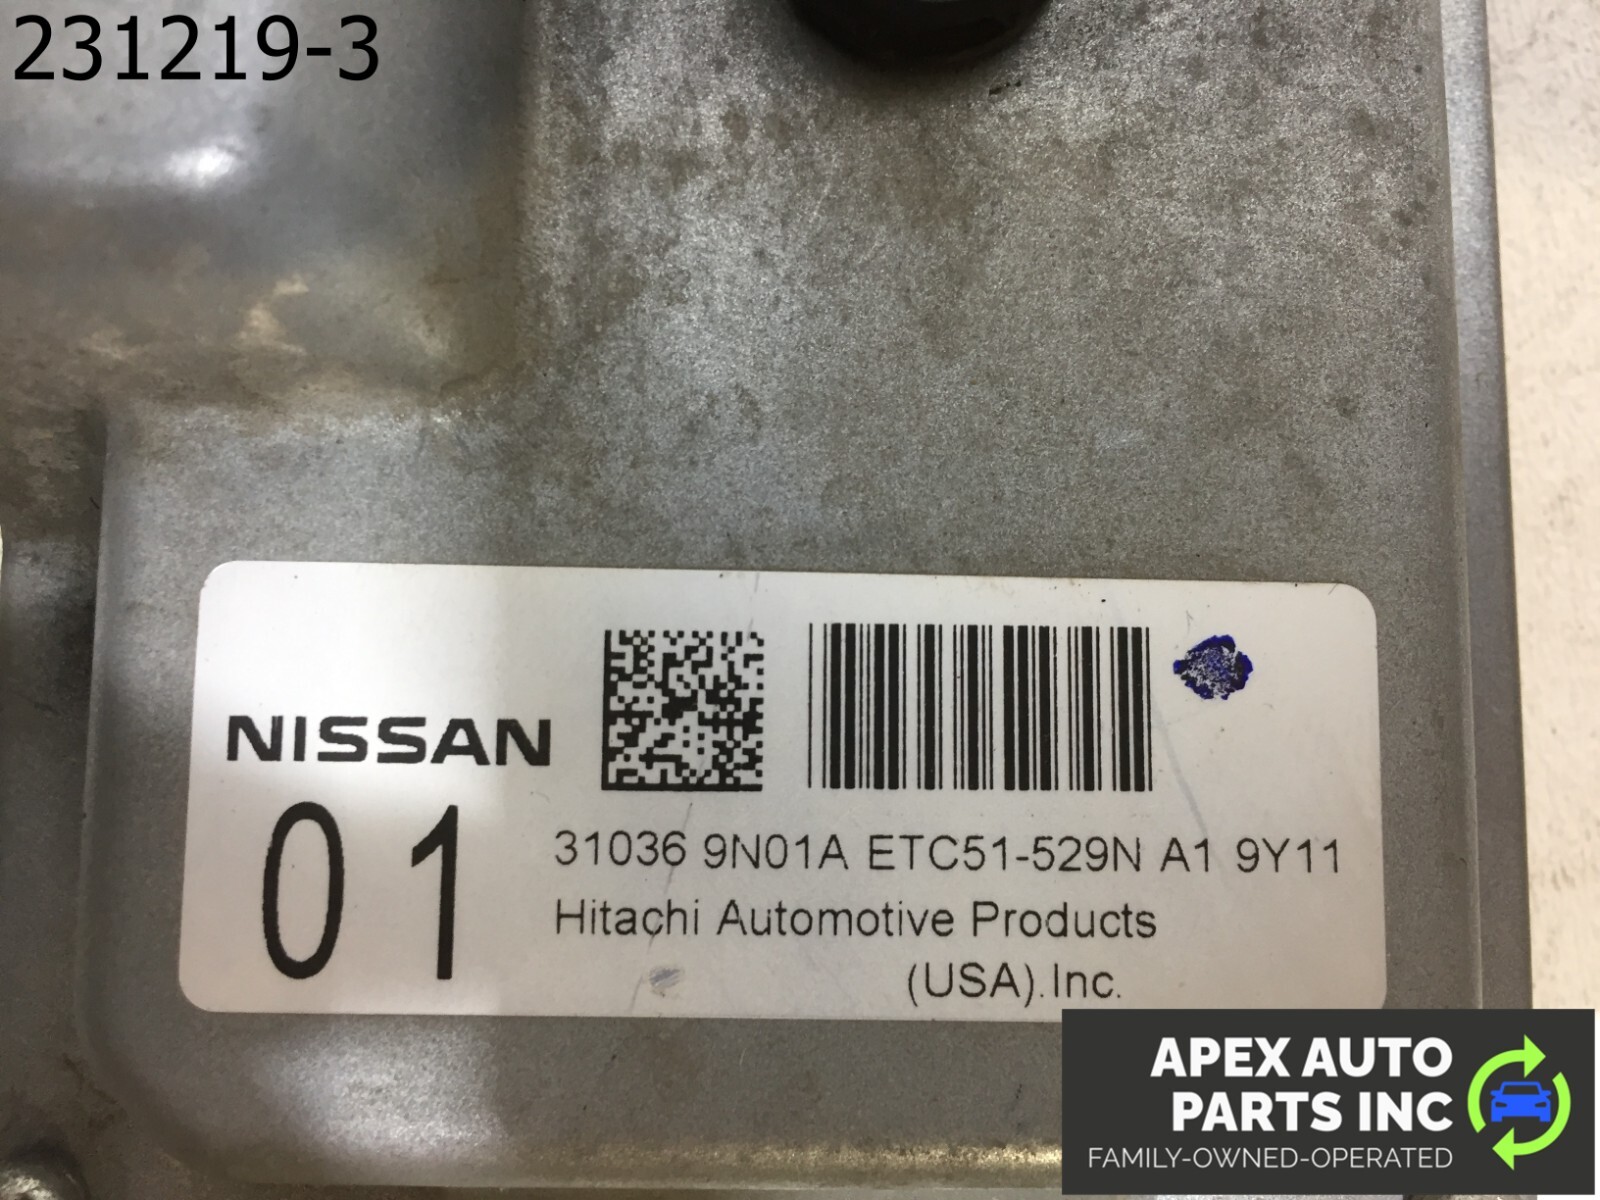 231219-3
NISSAN
01
31036 9N01A ETC51-529N A1 9Y11
Hitachi Automotive Products
(USA).Inc.
APEX AUTO
PARTS INC
FAMILY-OWNED-OPERATED